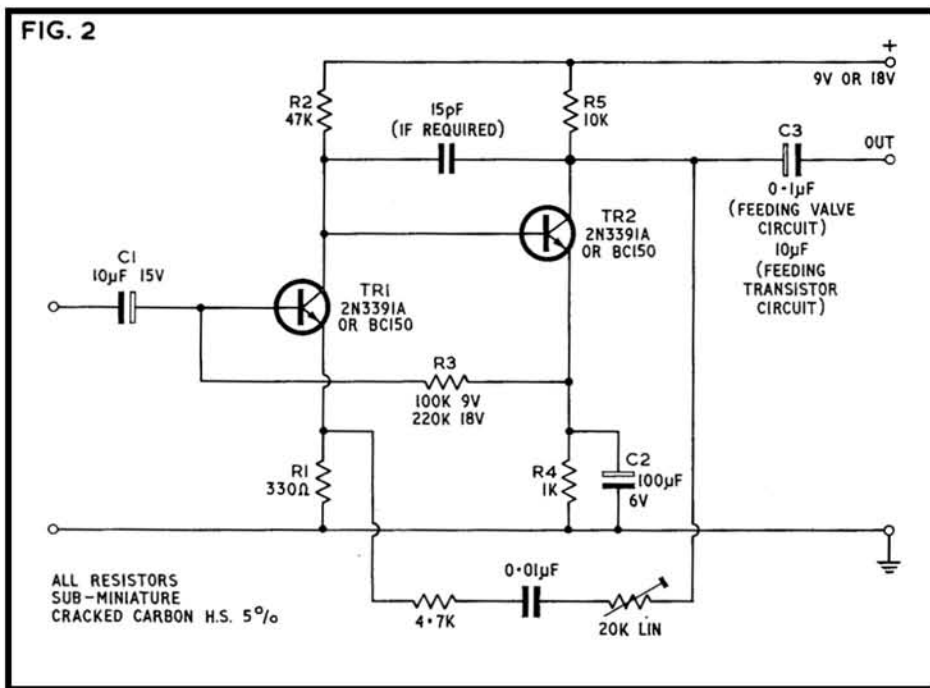 FIG. 2
+
9V OR 18V
R2
47K
15pF
(IF REQUIRED)
R5
10K
C3
OUT
0·1µF
(FEEDING VALVE
CIRCUIT)
10µF
(FEEDING
TRANSISTOR
CIRCUIT)
TR2
2N3391A
OR BC150
C1
10µF 15V
TR1
2N3391A
OR BC150
R3
100K 9V
220K 18V
R1
330Ω
R4
1K
C2
100µF
6V
ALL RESISTORS
SUB-MINIATURE
CRACKED CARBON H.S. 5%
4·7K
0·01µF
20K LIN